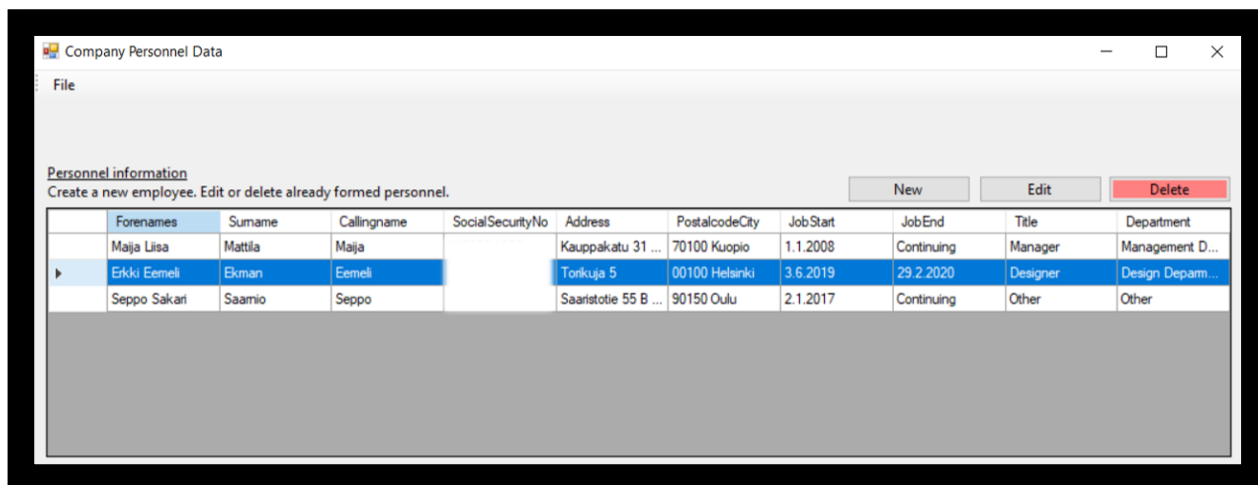 Company Personnel Data
File
Personnel information
Create a new employee. Edit or delete already formed personnel.
New Edit Delete
Forenames Surname Callingname SocialSecurityNo Address PostalcodeCity JobStart JobEnd Title Department
Maija Liisa Mattila Maija Kauppakatu 31 ... 70100 Kuopio 1.1.2008 Continuing Manager Management D...
Erkki Eemeli Ekman Eemeli Torikuja 5 00100 Helsinki 3.6.2019 29.2.2020 Designer Design Deparm...
Seppo Sakari Saarnio Seppo Saaristotie 55 B ... 90150 Oulu 2.1.2017 Continuing Other Other